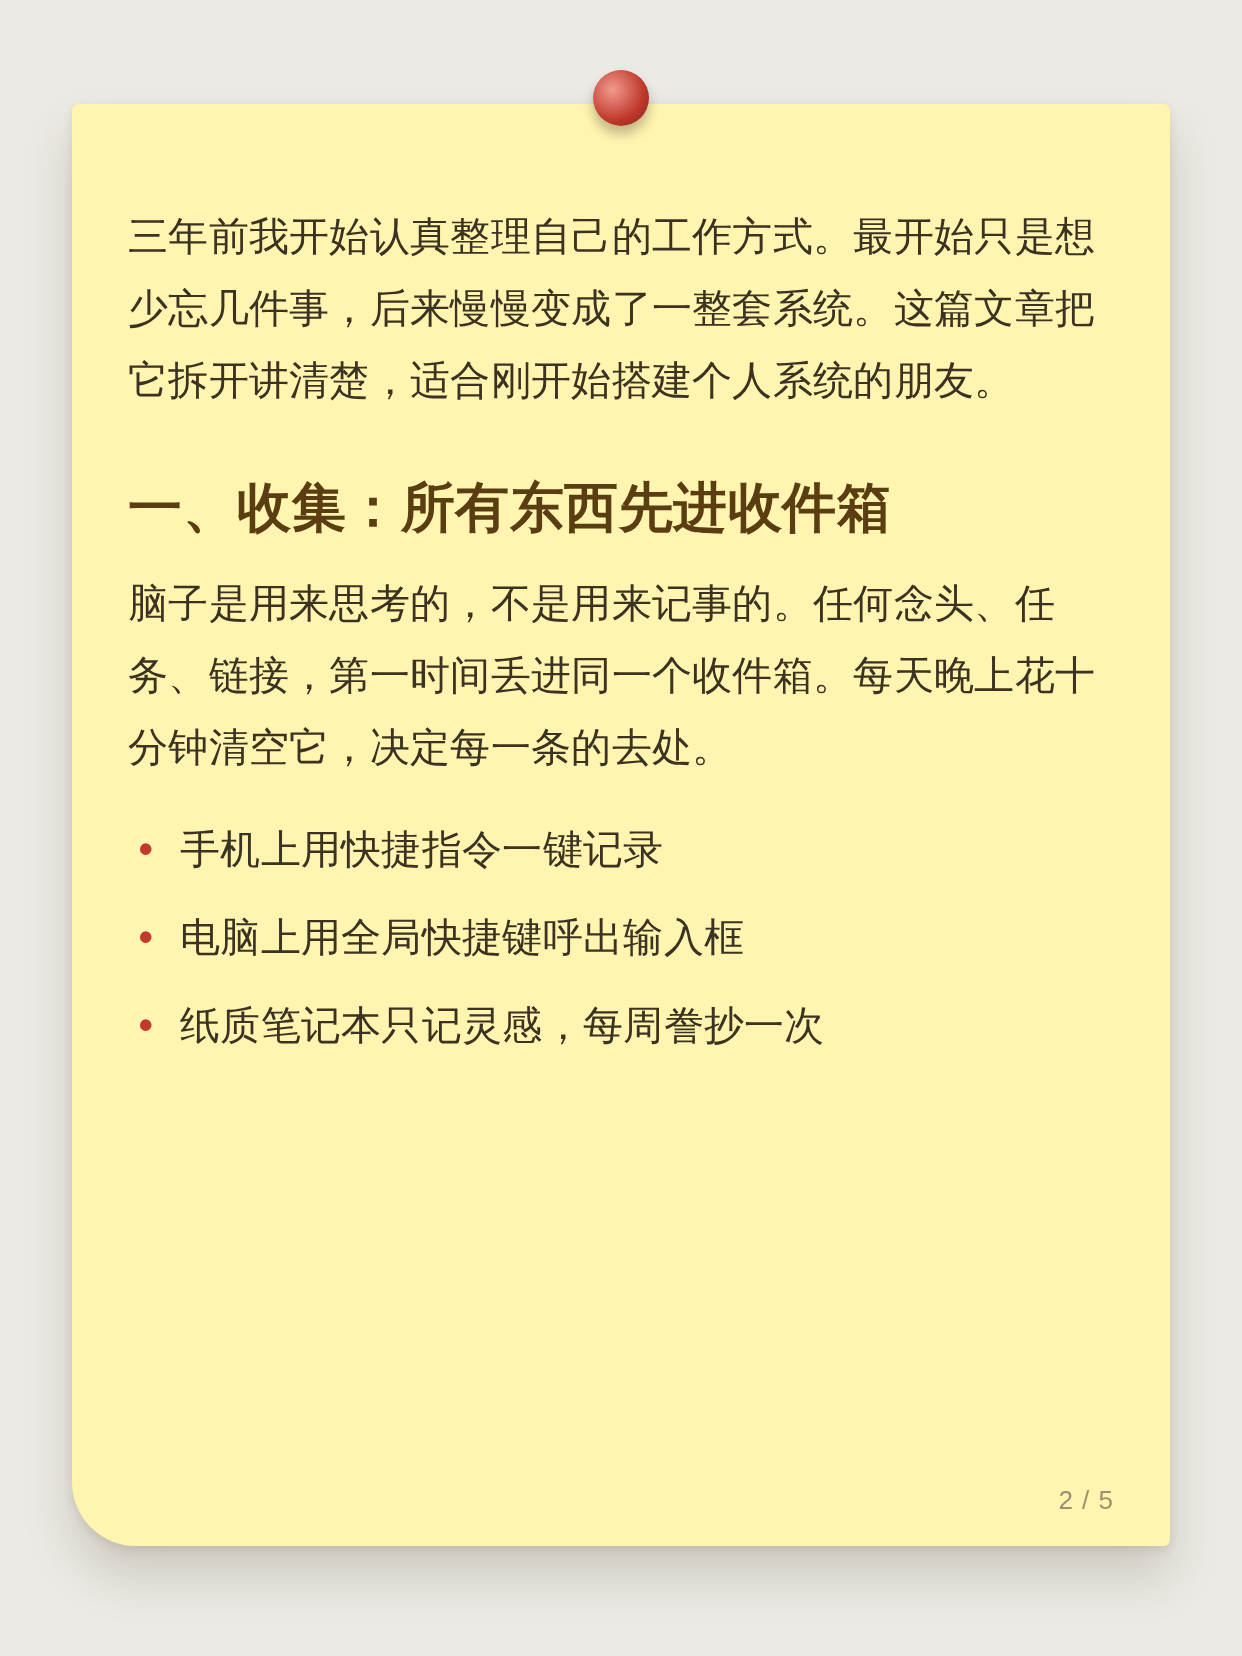 三年前我开始认真整理自己的工作方式。最开始只是想
少忘几件事，后来慢慢变成了一整套系统。这篇文章把
它拆开讲清楚，适合刚开始搭建个人系统的朋友。
一、收集：所有东西先进收件箱
脑子是用来思考的，不是用来记事的。任何念头、任
务、链接，第一时间丢进同一个收件箱。每天晚上花十
分钟清空它，决定每一条的去处。
• 手机上用快捷指令一键记录
• 电脑上用全局快捷键呼出输入框
• 纸质笔记本只记灵感，每周誊抄一次
2 / 5